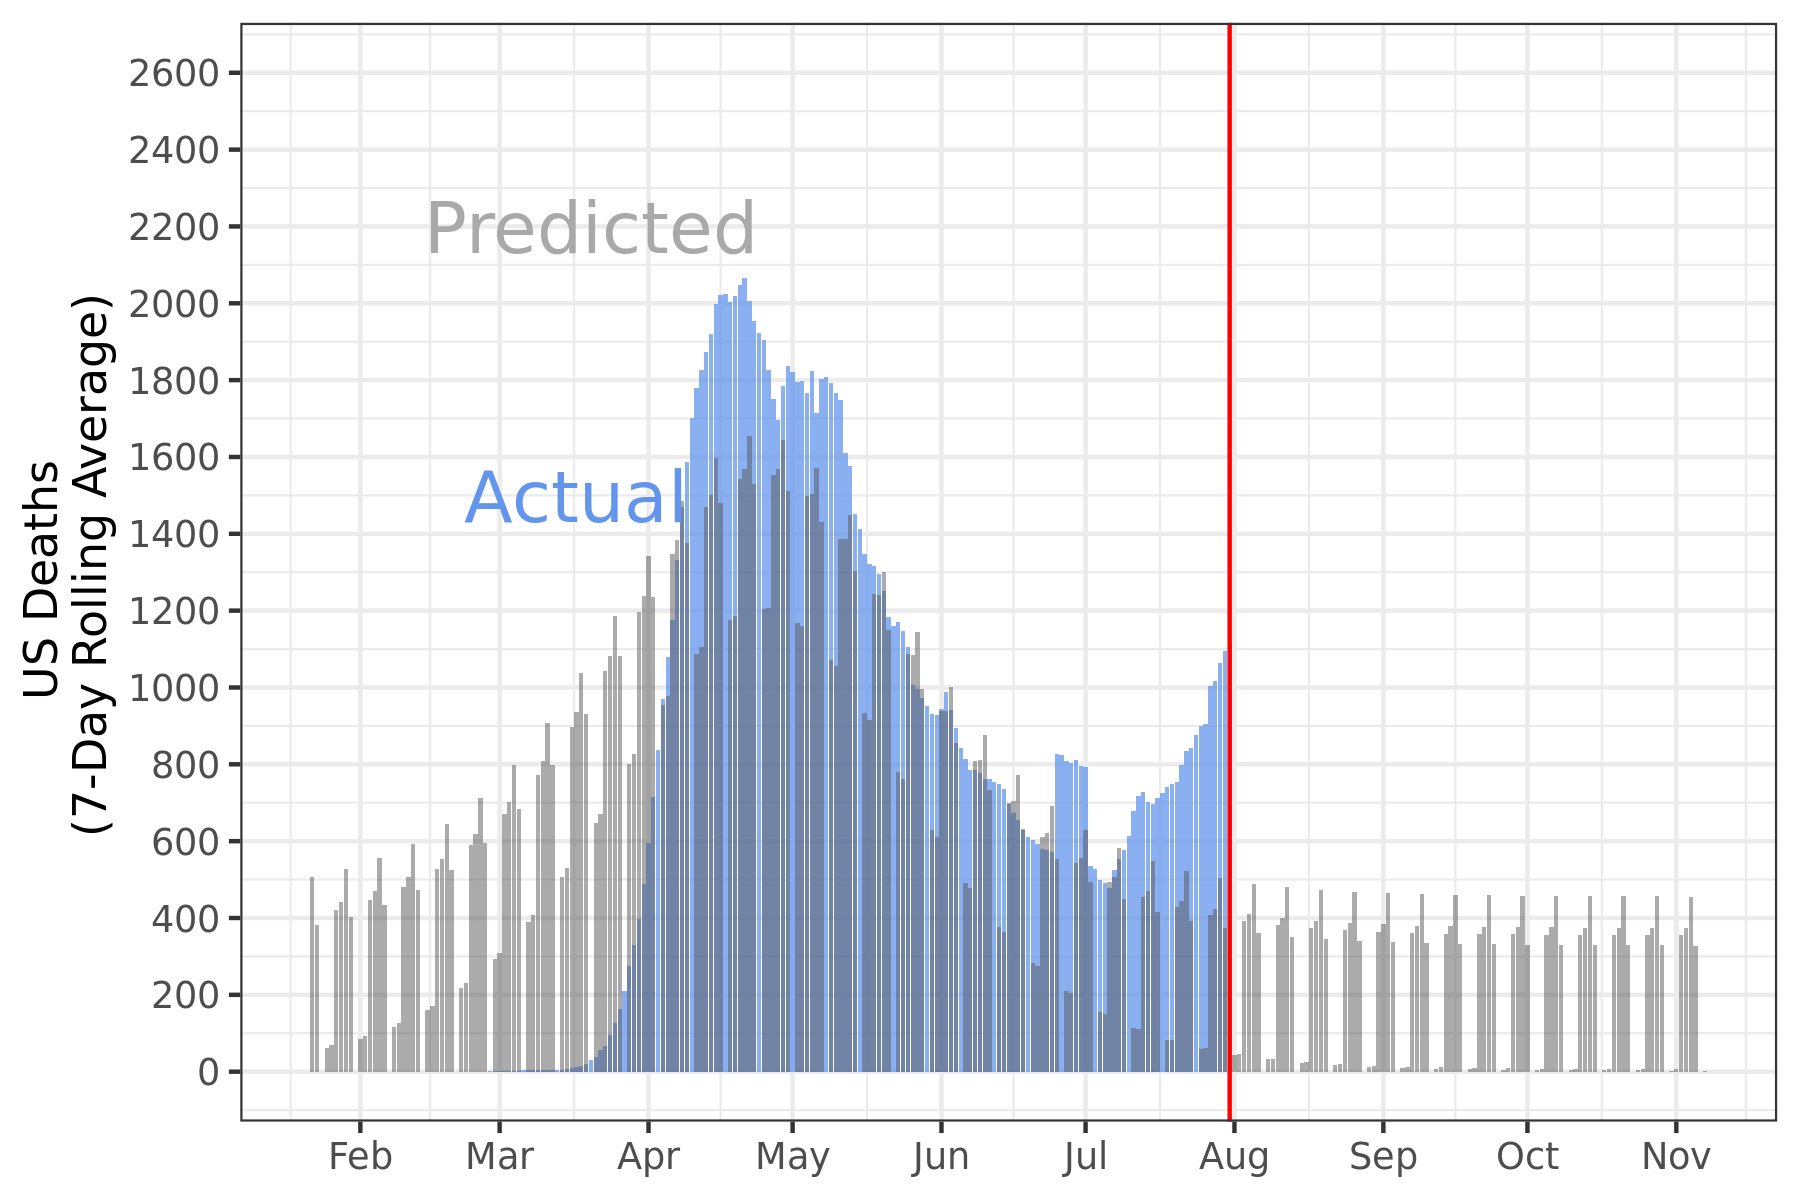 US Deaths
(7-Day Rolling Average)
2600
2400
2200
2000
1800
1600
1400
1200
1000
800
600
400
200
0
Predicted
Actual
Feb Mar Apr May Jun Jul Aug Sep Oct Nov